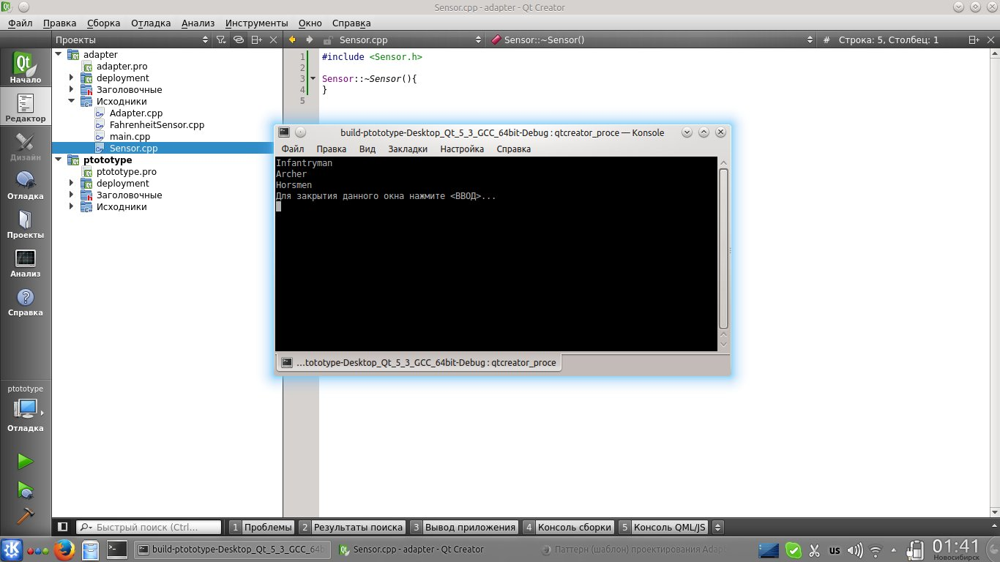 Sensor.cpp - adapter - Qt Creator
Файл Правка Сборка Отладка Анализ Инструменты Окно Справка
Проекты
Sensor.cpp
Sensor::~Sensor()
# Строка: 5, Столбец: 1
Начало
Редактор
Дизайн
Отладка
Проекты
Анализ
Справка
ptototype
Отладка
adapter
adapter.pro
deployment
Заголовочные
Исходники
Adapter.cpp
FahrenheitSensor.cpp
main.cpp
Sensor.cpp
ptototype
ptototype.pro
deployment
Заголовочные
Исходники
1 #include <Sensor.h>
2
3 Sensor::~Sensor(){
4 }
5
build-ptototype-Desktop_Qt_5_3_GCC_64bit-Debug : qtcreator_proce — Konsole
Файл Правка Вид Закладки Настройка Справка
Infantryman
Archer
Horsmen
Для закрытия данного окна нажмите <ВВОД>...
...tototype-Desktop_Qt_5_3_GCC_64bit-Debug : qtcreator_proce
Быстрый поиск (Ctrl...
1 Проблемы 2 Результаты поиска 3 Вывод приложения 4 Консоль сборки 5 Консоль QML/JS
build-ptototype-Desktop_Qt_5_3_GCC_64b
Sensor.cpp - adapter - Qt Creator
Паттерн (шаблон) проектирования Adapt
us
01:41
Новосибирск